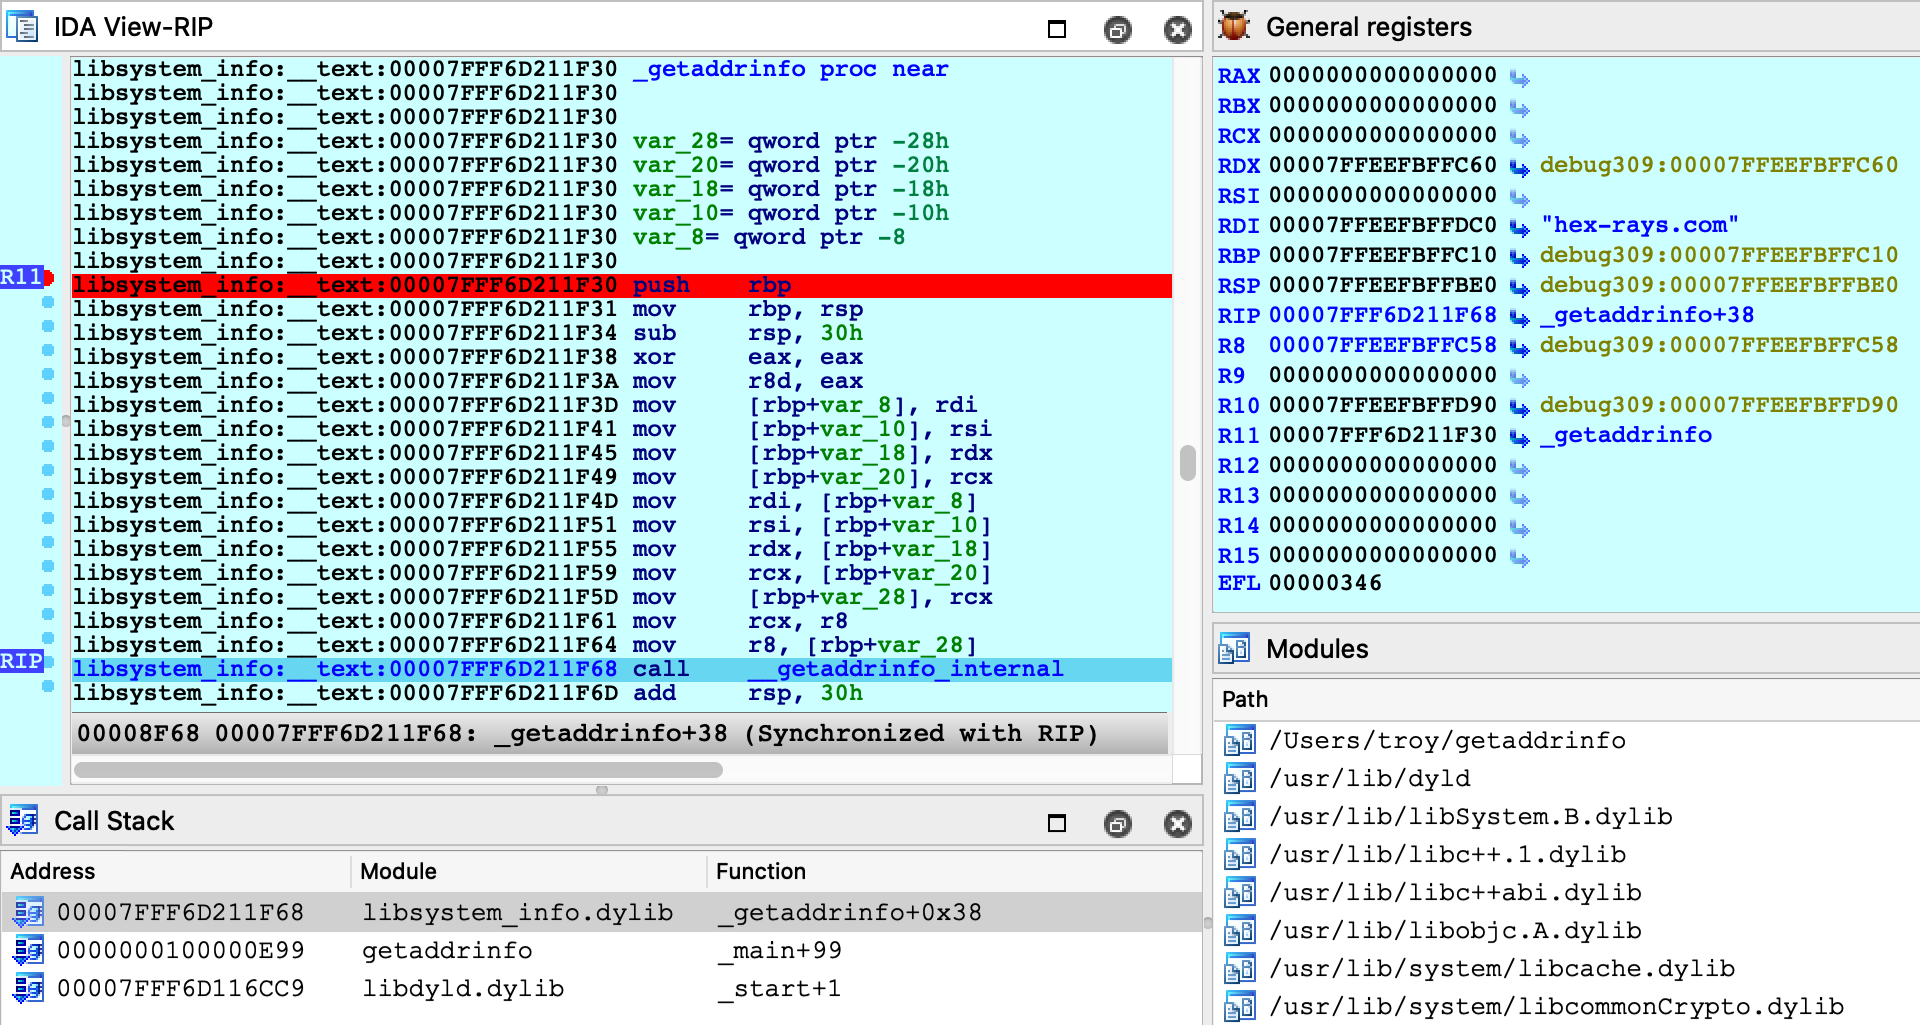 IDA View-RIP
libsystem_info:__text:00007FFF6D211F30 _getaddrinfo proc near
libsystem_info:__text:00007FFF6D211F30
libsystem_info:__text:00007FFF6D211F30
libsystem_info:__text:00007FFF6D211F30 var_28= qword ptr -28h
libsystem_info:__text:00007FFF6D211F30 var_20= qword ptr -20h
libsystem_info:__text:00007FFF6D211F30 var_18= qword ptr -18h
libsystem_info:__text:00007FFF6D211F30 var_10= qword ptr -10h
libsystem_info:__text:00007FFF6D211F30 var_8= qword ptr -8
libsystem_info:__text:00007FFF6D211F30
R11 libsystem_info:__text:00007FFF6D211F30 push rbp
libsystem_info:__text:00007FFF6D211F31 mov rbp, rsp
libsystem_info:__text:00007FFF6D211F34 sub rsp, 30h
libsystem_info:__text:00007FFF6D211F38 xor eax, eax
libsystem_info:__text:00007FFF6D211F3A mov r8d, eax
libsystem_info:__text:00007FFF6D211F3D mov [rbp+var_8], rdi
libsystem_info:__text:00007FFF6D211F41 mov [rbp+var_10], rsi
libsystem_info:__text:00007FFF6D211F45 mov [rbp+var_18], rdx
libsystem_info:__text:00007FFF6D211F49 mov [rbp+var_20], rcx
libsystem_info:__text:00007FFF6D211F4D mov rdi, [rbp+var_8]
libsystem_info:__text:00007FFF6D211F51 mov rsi, [rbp+var_10]
libsystem_info:__text:00007FFF6D211F55 mov rdx, [rbp+var_18]
libsystem_info:__text:00007FFF6D211F59 mov rcx, [rbp+var_20]
libsystem_info:__text:00007FFF6D211F5D mov [rbp+var_28], rcx
libsystem_info:__text:00007FFF6D211F61 mov rcx, r8
libsystem_info:__text:00007FFF6D211F64 mov r8, [rbp+var_28]
RIP libsystem_info:__text:00007FFF6D211F68 call __getaddrinfo_internal
libsystem_info:__text:00007FFF6D211F6D add rsp, 30h
00008F68 00007FFF6D211F68: _getaddrinfo+38 (Synchronized with RIP)
Call Stack
Address Module Function
00007FFF6D211F68 libsystem_info.dylib _getaddrinfo+0x38
0000000100000E99 getaddrinfo _main+99
00007FFF6D116CC9 libdyld.dylib _start+1
General registers
RAX 0000000000000000
RBX 0000000000000000
RCX 0000000000000000
RDX 00007FFEEFBFFC60 debug309:00007FFEEFBFFC60
RSI 0000000000000000
RDI 00007FFEEFBFFDC0 "hex-rays.com"
RBP 00007FFEEFBFFC10 debug309:00007FFEEFBFFC10
RSP 00007FFEEFBFFBE0 debug309:00007FFEEFBFFBE0
RIP 00007FFF6D211F68 _getaddrinfo+38
R8 00007FFEEFBFFC58 debug309:00007FFEEFBFFC58
R9 0000000000000000
R10 00007FFEEFBFFD90 debug309:00007FFEEFBFFD90
R11 00007FFF6D211F30 _getaddrinfo
R12 0000000000000000
R13 0000000000000000
R14 0000000000000000
R15 0000000000000000
EFL 00000346
Modules
Path
/Users/troy/getaddrinfo
/usr/lib/dyld
/usr/lib/libSystem.B.dylib
/usr/lib/libc++.1.dylib
/usr/lib/libc++abi.dylib
/usr/lib/libobjc.A.dylib
/usr/lib/system/libcache.dylib
/usr/lib/system/libcommonCrypto.dylib